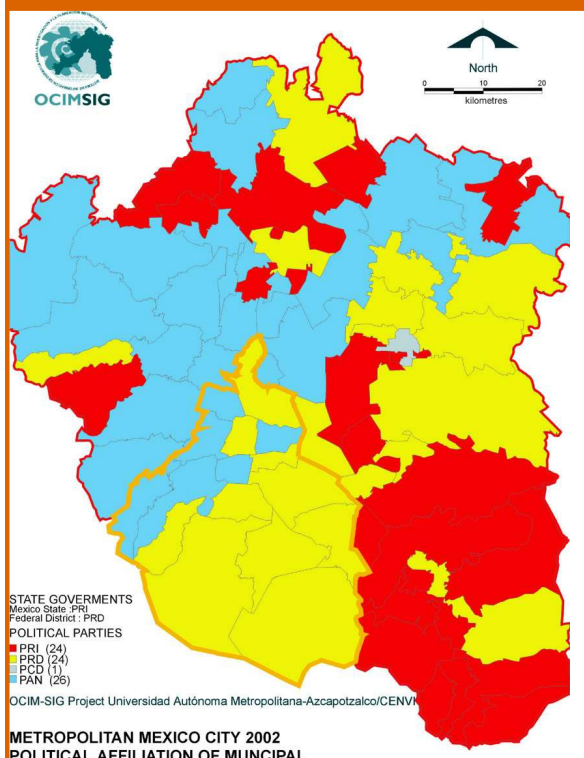 OCIMSIG
North
0 10 20
kilometres
STATE GOVERMENTS
Mexico State :PRI
Federal District : PRD
POLITICAL PARTIES
PRI (24)
PRD (24)
PCD (1)
PAN (26)
OCIM-SIG Project Universidad Autónoma Metropolitana-Azcapotzalco/CENVI
METROPOLITAN MEXICO CITY 2002
POLITICAL AFFILIATION OF MUNCIPAL